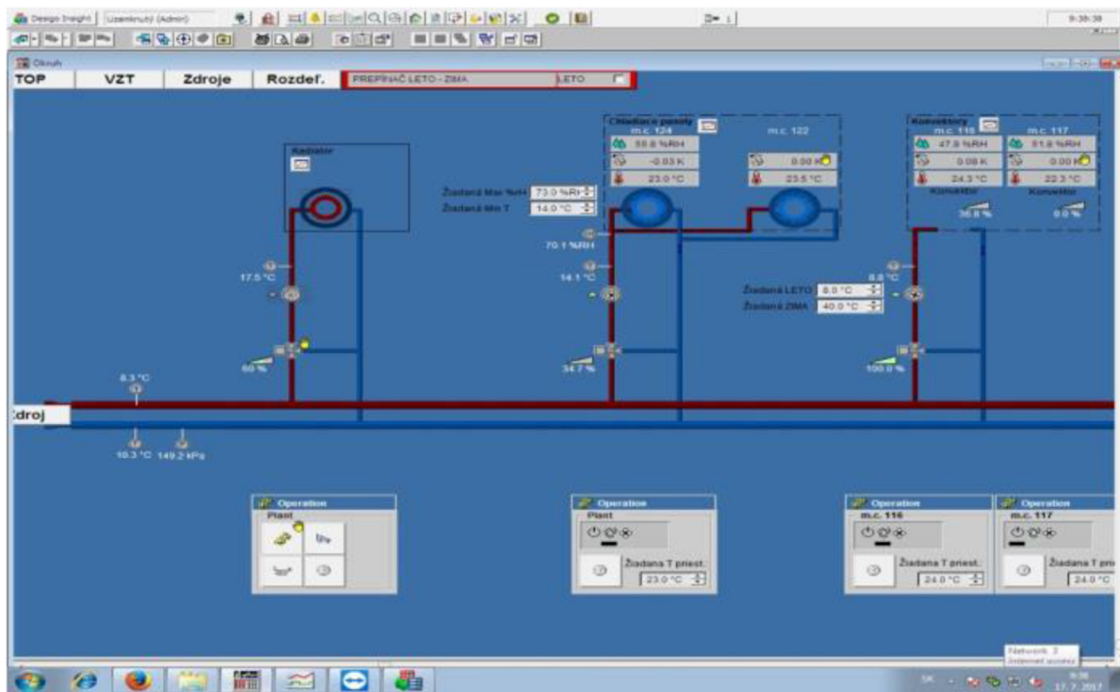 Design Insight Uzamknutý (Admin) 9:38:38
Okruh
TOP VZT Zdroje Rozdeľ. PREPÍNAČ LETO - ZIMA LETO
Chladiace panely
m.c. 124 m.c. 122
Konvektory
m.c. 116 m.c. 117
Radiator
%RH 47.8 %RH 51.8 %RH
-0.03 K 0.00 K 0.08 K 0.00 K
23.0 °C 23.5 °C 24.3 °C 22.3 °C
Konvektor Konvektor
36.8 % 0.0 %
Žiadaná Max %rH 73.0 %rH
Žiadaná Min T 14.0 °C
70.1 %RH
17.5 °C 14.1 °C 8.8 °C
Žiadaná LETO 8.0 °C
Žiadaná ZIMA 40.0 °C
60 % 34.7 % 100.0 %
8.3 °C
Zdroj
10.3 °C 149.2 kPa
Operation Operation Operation Operation
Plant Plant m.c. 116 m.c. 117
Žiadana T priest. Žiadana T priest.: Žiadana T pri
23.0 °C 24.0 °C 24.0 °C
Network 3
Internet access
SK 9:38
17. 7. 2017